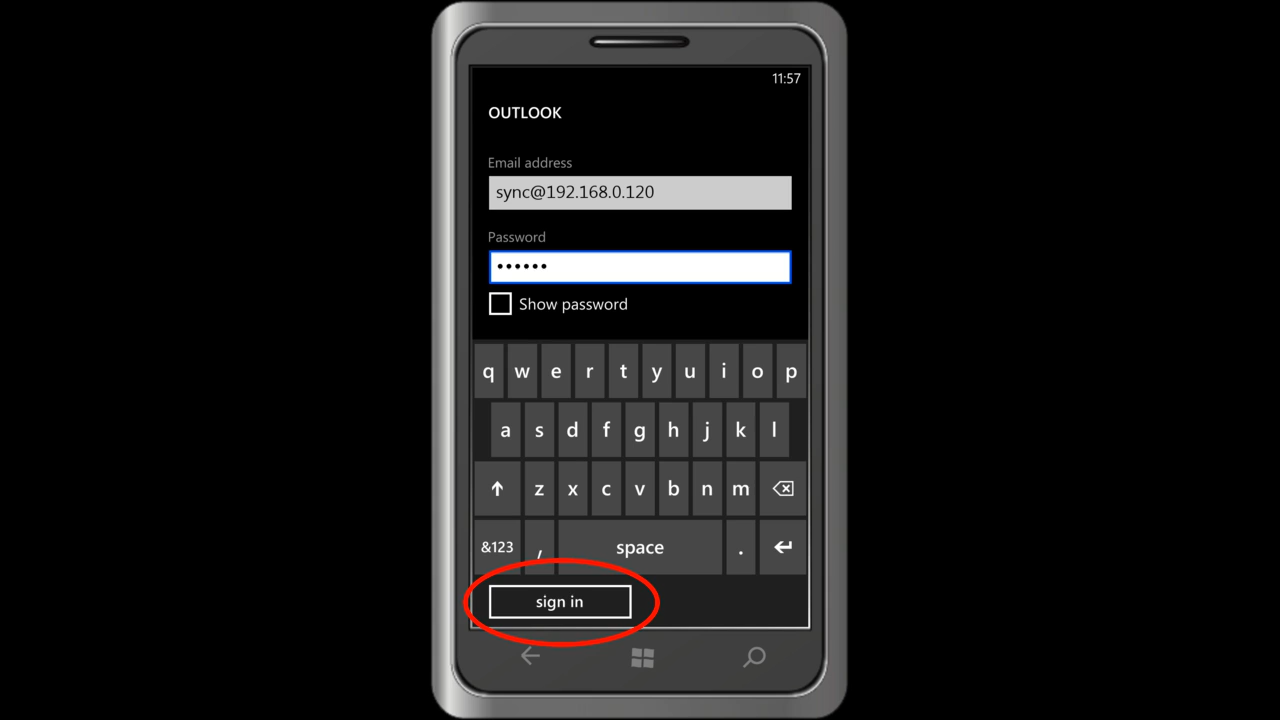 11:57
OUTLOOK
Email address
sync@192.168.0.120
Password
••••••
Show password
q w e r t y u i o p
a s d f g h j k l
z x c v b n m
&123 , space .
sign in